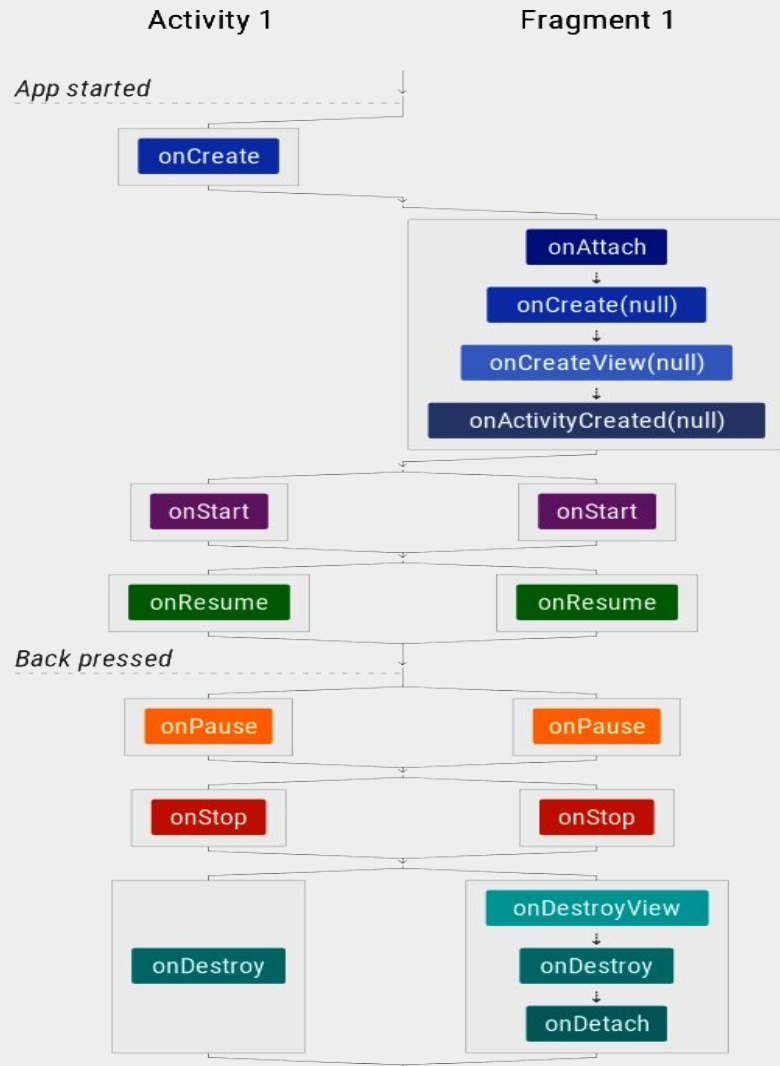 Activity 1 Fragment 1
App started
onCreate
onAttach
onCreate(null)
onCreateView(null)
onActivityCreated(null)
onStart onStart
onResume onResume
Back pressed
onPause onPause
onStop onStop
onDestroyView
onDestroy onDestroy
onDetach